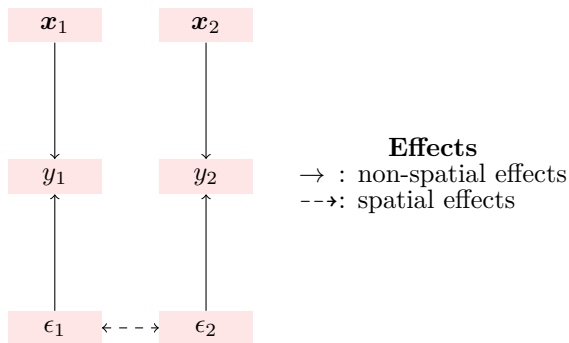 x₁ x₂
y₁ y₂
ϵ₁ ϵ₂
Effects
→ : non-spatial effects
⇢: spatial effects